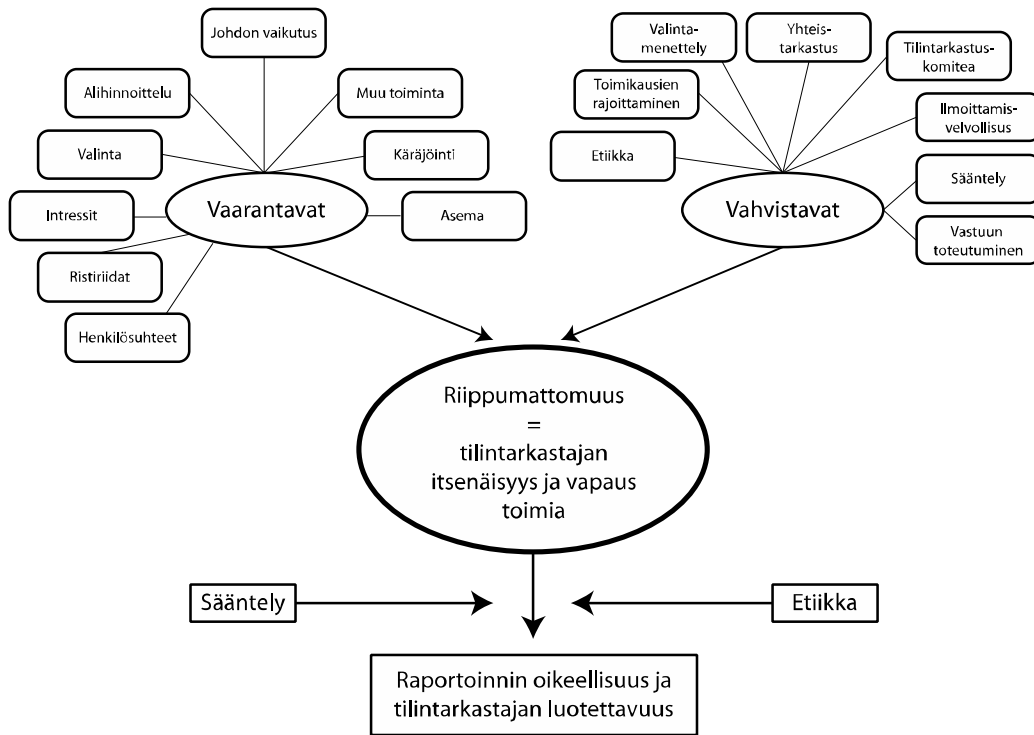 Johdon vaikutus
Alihinnoittelu
Muu toiminta
Valinta
Käräjöinti
Intressit
Vaarantavat
Asema
Ristiriidat
Henkilösuhteet
Valinta-
menettely
Yhteis-
tarkastus
Tilintarkastus-
komitea
Toimikausien
rajoittaminen
Ilmoittamis-
velvollisus
Etiikka
Sääntely
Vahvistavat
Vastuun
toteutuminen
Riippumattomuus
=
tilintarkastajan
itsenäisyys ja vapaus
toimia
Sääntely
Etiikka
Raportoinnin oikeellisuus ja
tilintarkastajan luotettavuus